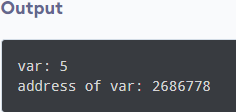 Output
var: 5
address of var: 2686778